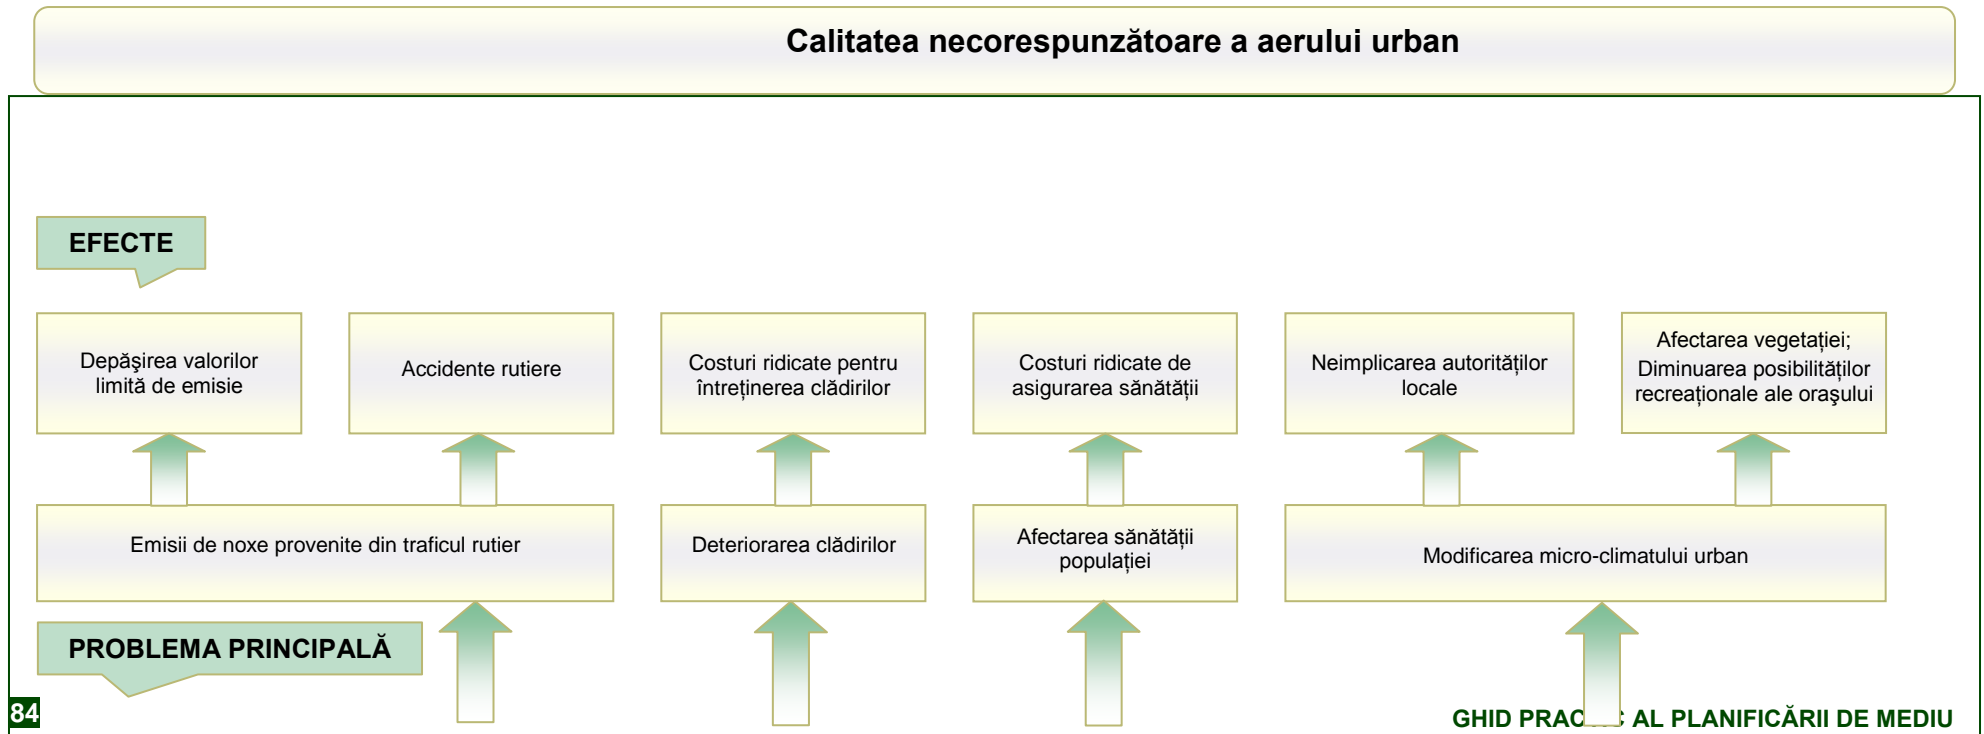 Calitatea necorespunzătoare a aerului urban
EFECTE
Depăşirea valorilor
limită de emisie
Accidente rutiere
Costuri ridicate pentru
întreținerea clădirilor
Costuri ridicate de
asigurarea sănătății
Neimplicarea autorităților
locale
Afectarea vegetației;
Diminuarea posibilităților
recreaționale ale oraşului
Emisii de noxe provenite din traficul rutier
Deteriorarea clădirilor
Afectarea sănătății
populației
Modificarea micro-climatului urban
PROBLEMA PRINCIPALĂ
84
GHID PRACTIC AL PLANIFICĂRII DE MEDIU